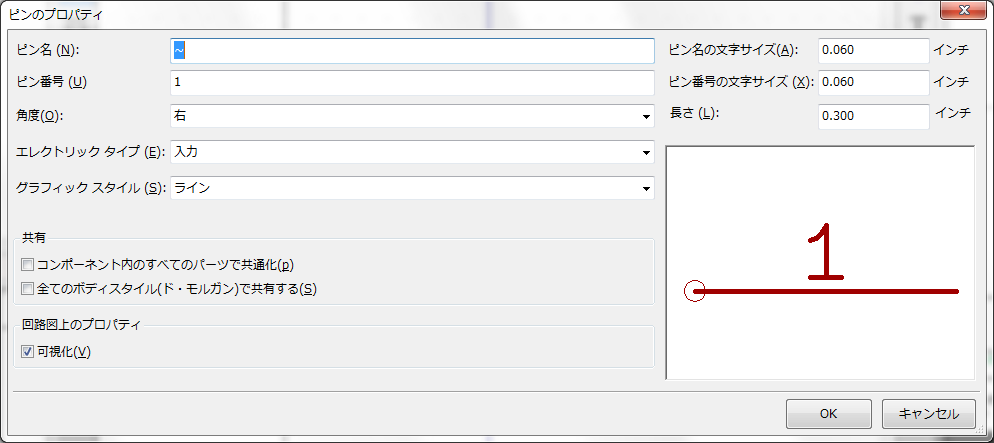 ピンのプロパティ
ピン名 (N): ~ ピン名の文字サイズ(A): 0.060 インチ
ピン番号 (U) 1 ピン番号の文字サイズ (X): 0.060 インチ
角度(O): 右 長さ (L): 0.300 インチ
エレクトリック タイプ (E): 入力
グラフィック スタイル (S): ライン
1
共有
コンポーネント内のすべてのパーツで共通化(p)
全てのボディスタイル(ド・モルガン)で共有する(S)
回路図上のプロパティ
可視化(V)
OK キャンセル